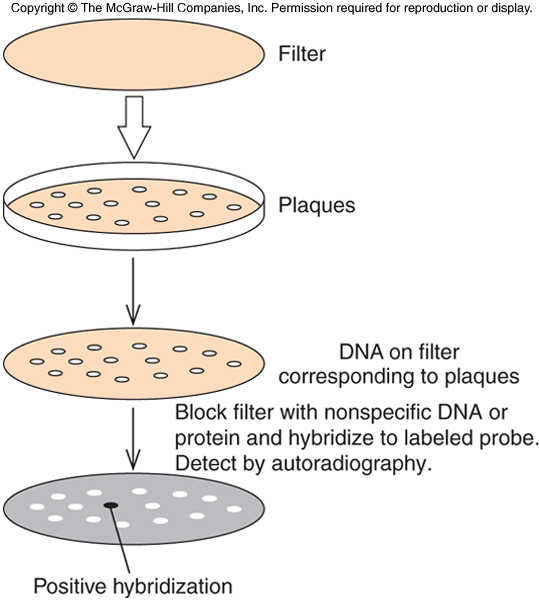 Copyright © The McGraw-Hill Companies, Inc. Permission required for reproduction or display.
Filter
Plaques
DNA on filter
corresponding to plaques
Block filter with nonspecific DNA or
protein and hybridize to labeled probe.
Detect by autoradiography.
Positive hybridization